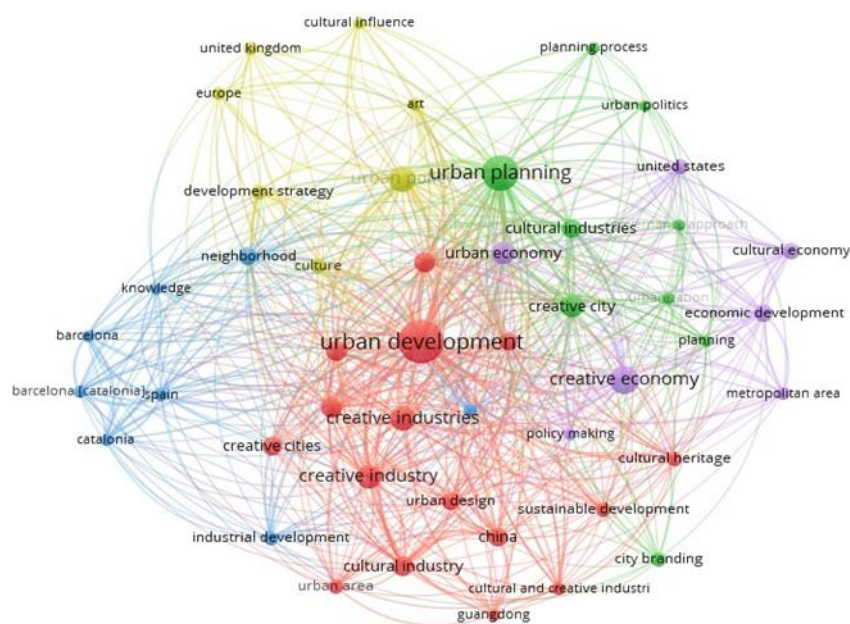 cultural influence
united kingdom
planning process
europe
art
urban politics
urban planning
united states
development strategy
cultural industries
neighborhood
urban economy
cultural economy
culture
knowledge
creative city
economic development
barcelona
urban development
planning
creative economy
barcelona [catalonia]
spain
metropolitan area
creative industries
policy making
catalonia
creative cities
cultural heritage
creative industry
urban design
sustainable development
industrial development
china
city branding
cultural industry
urban area
cultural and creative industri
guangdong